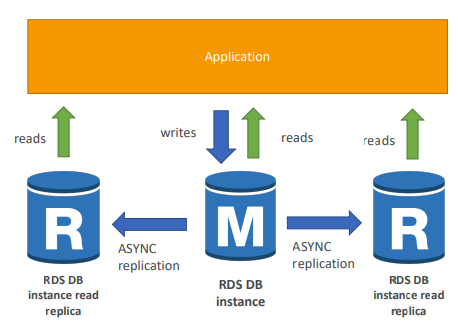 Application
reads
writes
reads
reads
R
M
R
ASYNC
replication
ASYNC
replication
RDS DB
instance read
replica
RDS DB
instance
RDS DB
instance read
replica